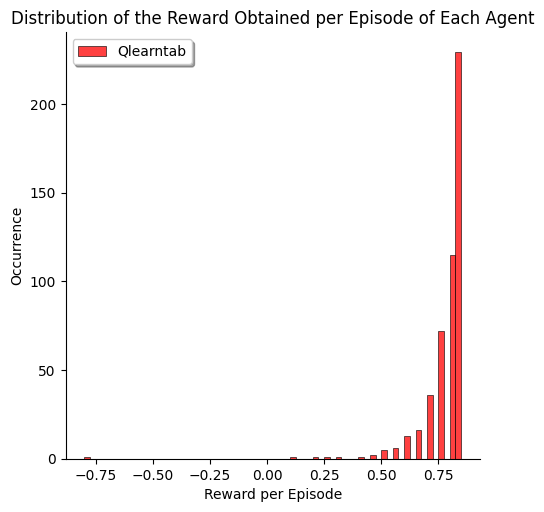 Distribution of the Reward Obtained per Episode of Each Agent
Qlearntab
Occurrence
200
150
100
50
0
−0.75 −0.50 −0.25 0.00 0.25 0.50 0.75
Reward per Episode